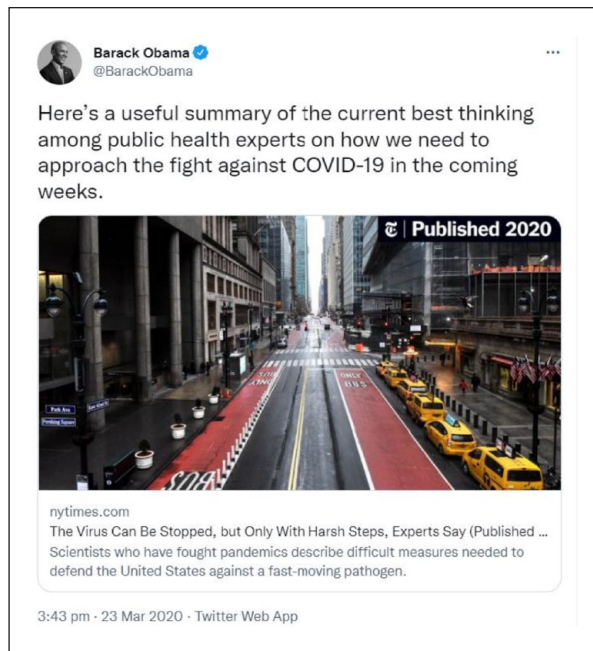 Barack Obama
@BarackObama
Here's a useful summary of the current best thinking
among public health experts on how we need to
approach the fight against COVID-19 in the coming
weeks.
Published 2020
Park Ave
Pershing Square
ONLY
BUS
BUS
nytimes.com
The Virus Can Be Stopped, but Only With Harsh Steps, Experts Say (Published ...
Scientists who have fought pandemics describe difficult measures needed to
defend the United States against a fast-moving pathogen.
3:43 pm · 23 Mar 2020 · Twitter Web App